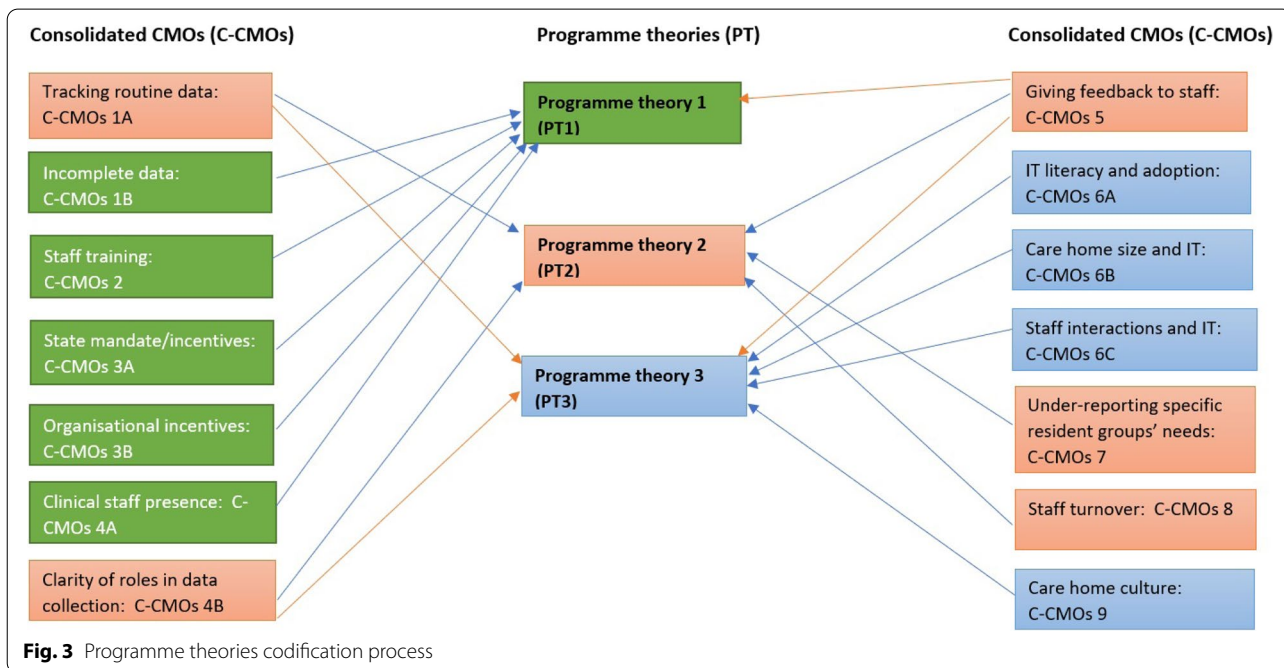 Consolidated CMOs (C-CMOs)
Tracking routine data:
C-CMOs 1A
Incomplete data:
C-CMOs 1B
Staff training:
C-CMOs 2
State mandate/incentives:
C-CMOs 3A
Organisational incentives:
C-CMOs 3B
Clinical staff presence: C-
CMOs 4A
Clarity of roles in data
collection: C-CMOs 4B
Programme theories (PT)
Programme theory 1
(PT1)
Programme theory 2
(PT2)
Programme theory 3
(PT3)
Consolidated CMOs (C-CMOs)
Giving feedback to staff:
C-CMOs 5
IT literacy and adoption:
C-CMOs 6A
Care home size and IT:
C-CMOs 6B
Staff interactions and IT:
C-CMOs 6C
Under-reporting specific
resident groups’ needs:
C-CMOs 7
Staff turnover: C-CMOs 8
Care home culture:
C-CMOs 9
Fig. 3 Programme theories codification process